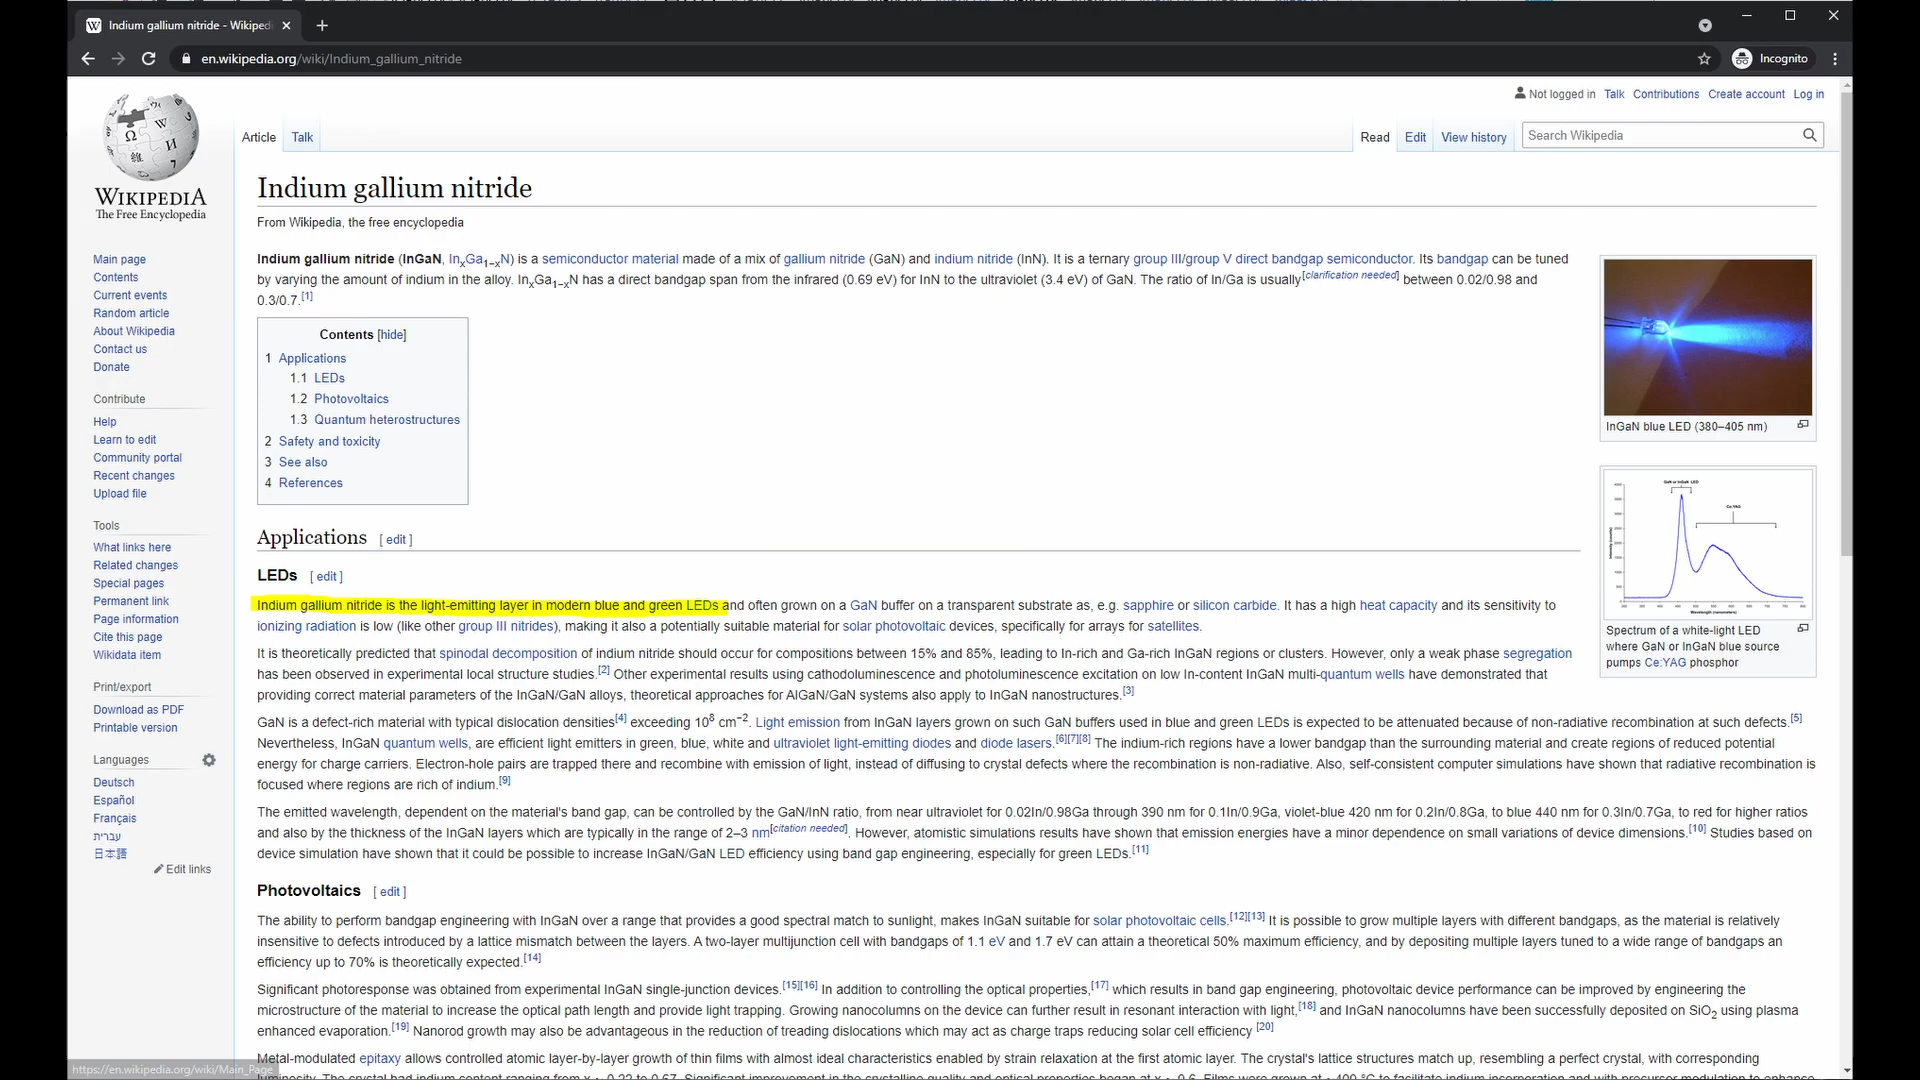 Indium gallium nitride - Wikiped
en.wikipedia.org/wiki/Indium_gallium_nitride
Incognito
Not logged in Talk Contributions Create account Log in
Article Talk
Read Edit View history
Search Wikipedia
WIKIPEDIA
The Free Encyclopedia
Main page
Contents
Current events
Random article
About Wikipedia
Contact us
Donate
Contribute
Help
Learn to edit
Community portal
Recent changes
Upload file
Tools
What links here
Related changes
Special pages
Permanent link
Page information
Cite this page
Wikidata item
Print/export
Download as PDF
Printable version
Languages
Deutsch
Español
Français
עברית
日本語
Edit links
Indium gallium nitride
From Wikipedia, the free encyclopedia
Indium gallium nitride (InGaN, InxGa1−xN) is a semiconductor material made of a mix of gallium nitride (GaN) and indium nitride (InN). It is a ternary group III/group V direct bandgap semiconductor. Its bandgap can be tuned
by varying the amount of indium in the alloy. InxGa1−xN has a direct bandgap span from the infrared (0.69 eV) for InN to the ultraviolet (3.4 eV) of GaN. The ratio of In/Ga is usually[clarification needed] between 0.02/0.98 and
0.3/0.7.[1]
Contents [hide]
1 Applications
1.1 LEDs
1.2 Photovoltaics
1.3 Quantum heterostructures
2 Safety and toxicity
3 See also
4 References
InGaN blue LED (380–405 nm)
GaN or InGaN LED
Ce:YAG
Spectrum of a white-light LED
where GaN or InGaN blue source
pumps Ce:YAG phosphor
Applications [ edit ]
LEDs [ edit ]
Indium gallium nitride is the light-emitting layer in modern blue and green LEDs and often grown on a GaN buffer on a transparent substrate as, e.g. sapphire or silicon carbide. It has a high heat capacity and its sensitivity to
ionizing radiation is low (like other group III nitrides), making it also a potentially suitable material for solar photovoltaic devices, specifically for arrays for satellites.
It is theoretically predicted that spinodal decomposition of indium nitride should occur for compositions between 15% and 85%, leading to In-rich and Ga-rich InGaN regions or clusters. However, only a weak phase segregation
has been observed in experimental local structure studies.[2] Other experimental results using cathodoluminescence and photoluminescence excitation on low In-content InGaN multi-quantum wells have demonstrated that
providing correct material parameters of the InGaN/GaN alloys, theoretical approaches for AlGaN/GaN systems also apply to InGaN nanostructures.[3]
GaN is a defect-rich material with typical dislocation densities[4] exceeding 10⁸ cm⁻². Light emission from InGaN layers grown on such GaN buffers used in blue and green LEDs is expected to be attenuated because of non-radiative recombination at such defects.[5]
Nevertheless, InGaN quantum wells, are efficient light emitters in green, blue, white and ultraviolet light-emitting diodes and diode lasers.[6][7][8] The indium-rich regions have a lower bandgap than the surrounding material and create regions of reduced potential
energy for charge carriers. Electron-hole pairs are trapped there and recombine with emission of light, instead of diffusing to crystal defects where the recombination is non-radiative. Also, self-consistent computer simulations have shown that radiative recombination is
focused where regions are rich of indium.[9]
The emitted wavelength, dependent on the material's band gap, can be controlled by the GaN/InN ratio, from near ultraviolet for 0.02In/0.98Ga through 390 nm for 0.1In/0.9Ga, violet-blue 420 nm for 0.2In/0.8Ga, to blue 440 nm for 0.3In/0.7Ga, to red for higher ratios
and also by the thickness of the InGaN layers which are typically in the range of 2–3 nm[citation needed]. However, atomistic simulations results have shown that emission energies have a minor dependence on small variations of device dimensions.[10] Studies based on
device simulation have shown that it could be possible to increase InGaN/GaN LED efficiency using band gap engineering, especially for green LEDs.[11]
Photovoltaics [ edit ]
The ability to perform bandgap engineering with InGaN over a range that provides a good spectral match to sunlight, makes InGaN suitable for solar photovoltaic cells.[12][13] It is possible to grow multiple layers with different bandgaps, as the material is relatively
insensitive to defects introduced by a lattice mismatch between the layers. A two-layer multijunction cell with bandgaps of 1.1 eV and 1.7 eV can attain a theoretical 50% maximum efficiency, and by depositing multiple layers tuned to a wide range of bandgaps an
efficiency up to 70% is theoretically expected.[14]
Significant photoresponse was obtained from experimental InGaN single-junction devices.[15][16] In addition to controlling the optical properties,[17] which results in band gap engineering, photovoltaic device performance can be improved by engineering the
microstructure of the material to increase the optical path length and provide light trapping. Growing nanocolumns on the device can further result in resonant interaction with light,[18] and InGaN nanocolumns have been successfully deposited on SiO2 using plasma
enhanced evaporation.[19] Nanorod growth may also be advantageous in the reduction of treading dislocations which may act as charge traps reducing solar cell efficiency [20]
Metal-modulated epitaxy allows controlled atomic layer-by-layer growth of thin films with almost ideal characteristics enabled by strain relaxation at the first atomic layer. The crystal's lattice structures match up, resembling a perfect crystal, with corresponding
https://en.wikipedia.org/wiki/Main_Page